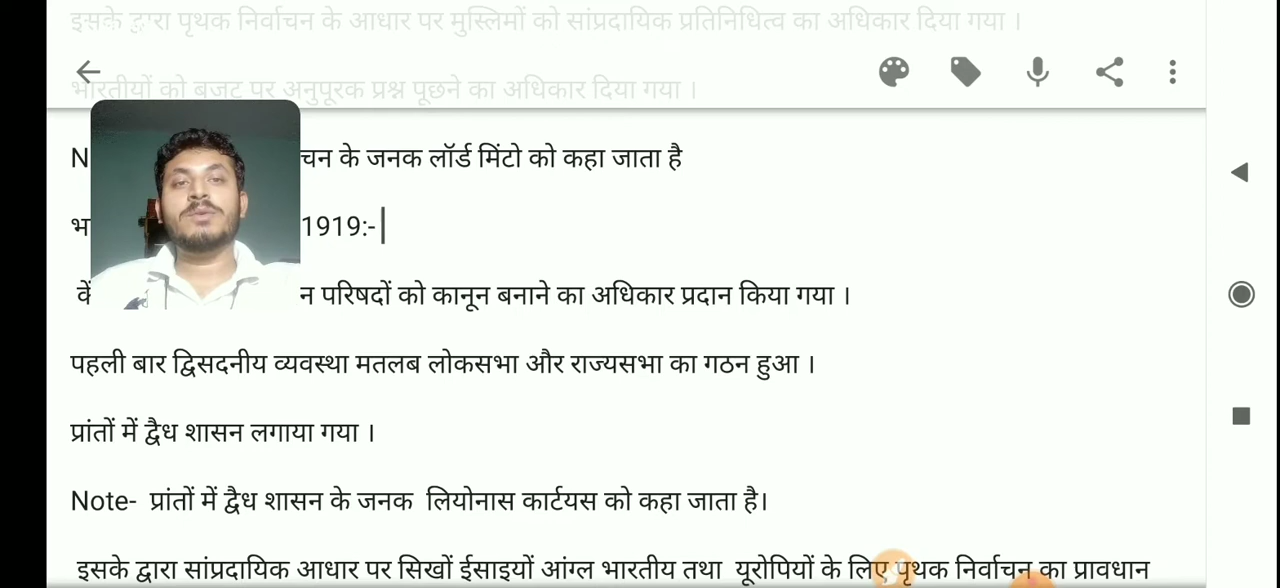 इसके द्वारा पृथक निर्वाचन के आधार पर मुस्लिमों को सांप्रदायिक प्रतिनिधित्व का अधिकार दिया गया ।
भारतीयों को बजट पर अनुपूरक प्रश्न पूछने का अधिकार दिया गया ।
चन के जनक लॉर्ड मिंटो को कहा जाता है
1919:-
न परिषदों को कानून बनाने का अधिकार प्रदान किया गया ।
पहली बार द्विसदनीय व्यवस्था मतलब लोकसभा और राज्यसभा का गठन हुआ ।
प्रांतों में द्वैध शासन लगाया गया ।
Note- प्रांतों में द्वैध शासन के जनक लियोनास कार्टयस को कहा जाता है।
इसके द्वारा सांप्रदायिक आधार पर सिखों ईसाइयों आंग्ल भारतीय तथा यूरोपियों के लिए पृथक निर्वाचन का प्रावधान